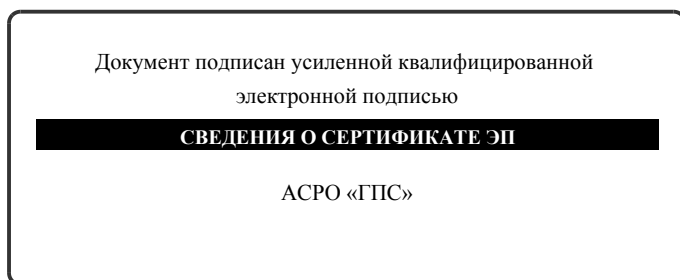 Документ подписан усиленной квалифицированной
электронной подписью
СВЕДЕНИЯ О СЕРТИФИКАТЕ ЭП
АСРО «ГПС»